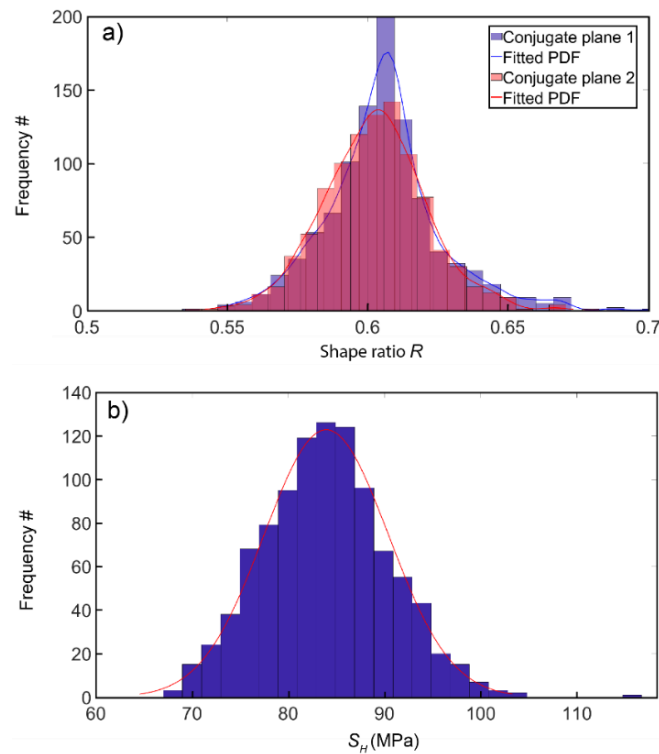 a)
Conjugate plane 1
Fitted PDF
Conjugate plane 2
Fitted PDF
200
150
100
50
0
Frequency #
0.5 0.55 0.6 0.65 0.7
Shape ratio R
b)
140
120
100
80
60
40
20
0
Frequency #
60 70 80 90 100 110
S_H (MPa)